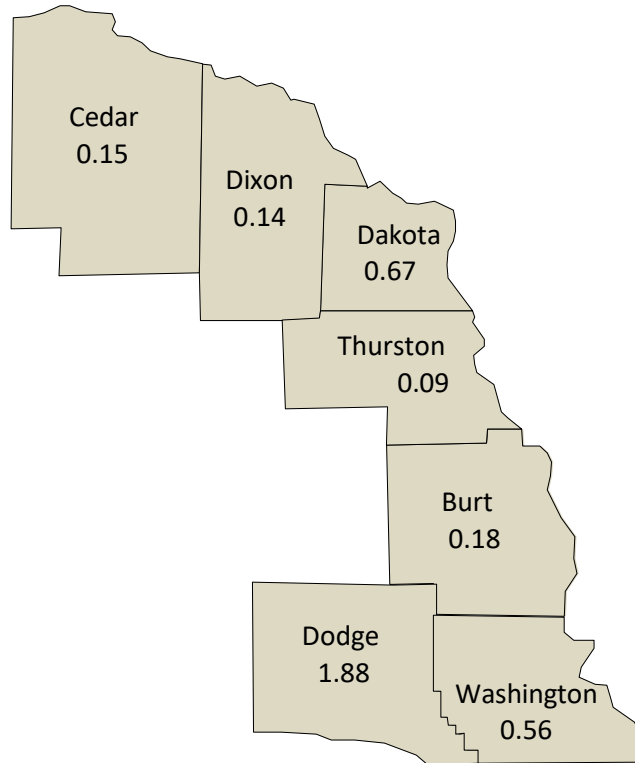 Cedar
0.15
Dixon
0.14
Dakota
0.67
Thurston
0.09
Burt
0.18
Dodge
1.88
Washington
0.56